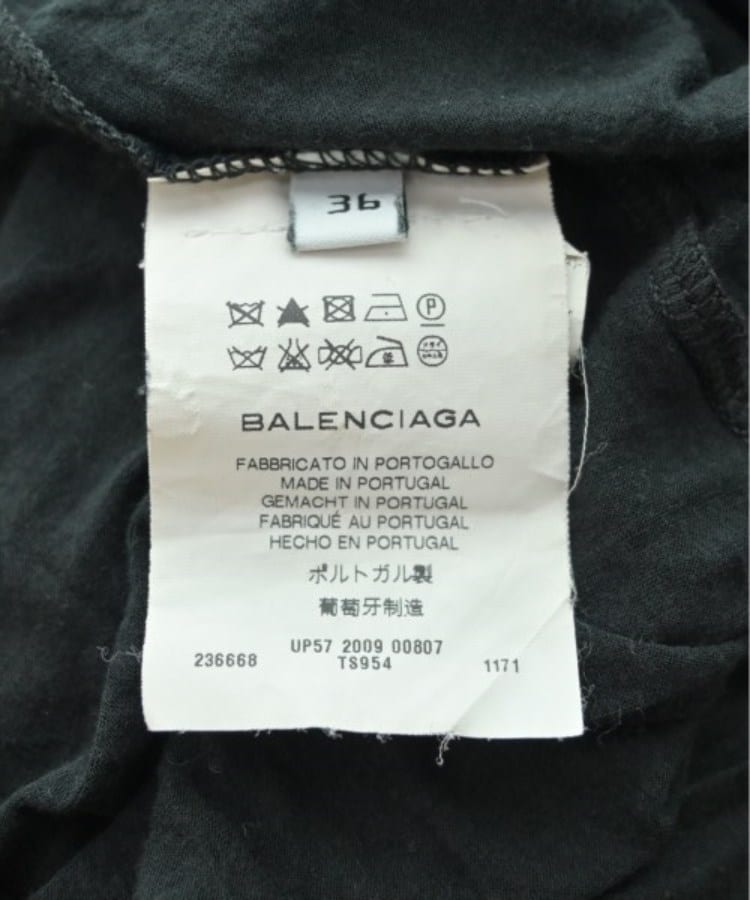 36
P
BALENCIAGA
FABBRICATO IN PORTOGALLO
MADE IN PORTUGAL
GEMACHT IN PORTUGAL
FABRIQUÉ AU PORTUGAL
HECHO EN PORTUGAL
ポルトガル製
葡萄牙制造
UP57 2009 00807
236668 TS954 1171